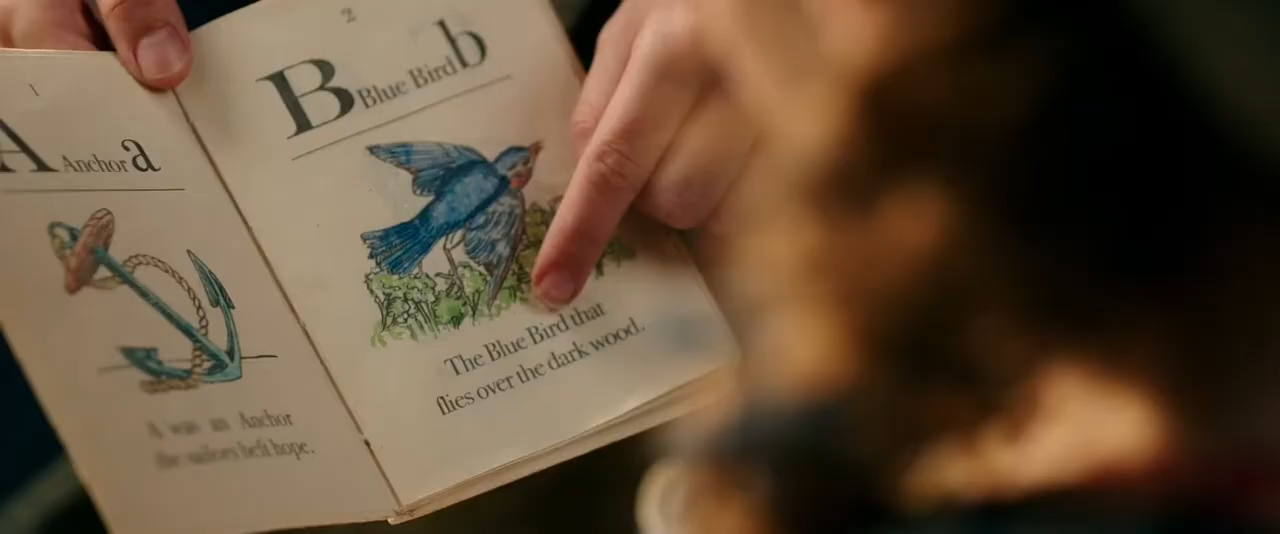 1
A Anchor a
A was an Anchor
the sailors left hope.
2
B Blue Bird b
The Blue Bird that
flies over the dark wood.